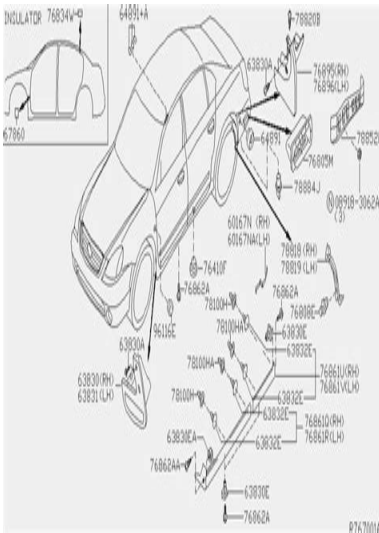 INSULATOR
76834W
64891+A
78820B
63830A
76895(RH)
76896(LH)
67860
64891
76805M
78852
78884J
N 08918-3062A
(3)
60167N (RH)
60167NA(LH)
78818 (RH)
78819 (LH)
76410F
76862A
78100H
76862A
76808E
96116E
78100HA
63830E
63830A
63832E
63830(RH)
63831(LH)
78100HA
76861U(RH)
76861V(LH)
63832E
78100H
63832E
76861Q(RH)
76861R(LH)
63830EA
63832E
76862AA
63830E
76862A
R767001A